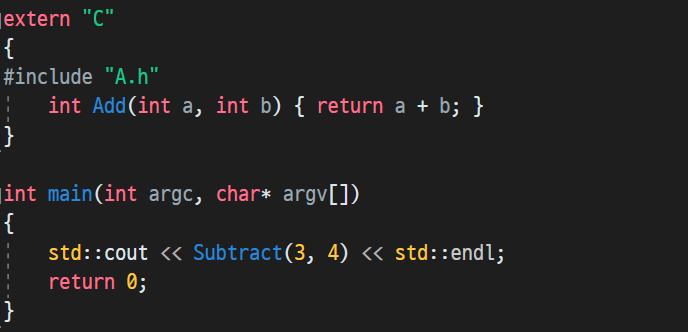 extern "C"
{
#include "A.h"
    int Add(int a, int b) { return a + b; }
}

int main(int argc, char* argv[])
{
    std::cout << Subtract(3, 4) << std::endl;
    return 0;
}